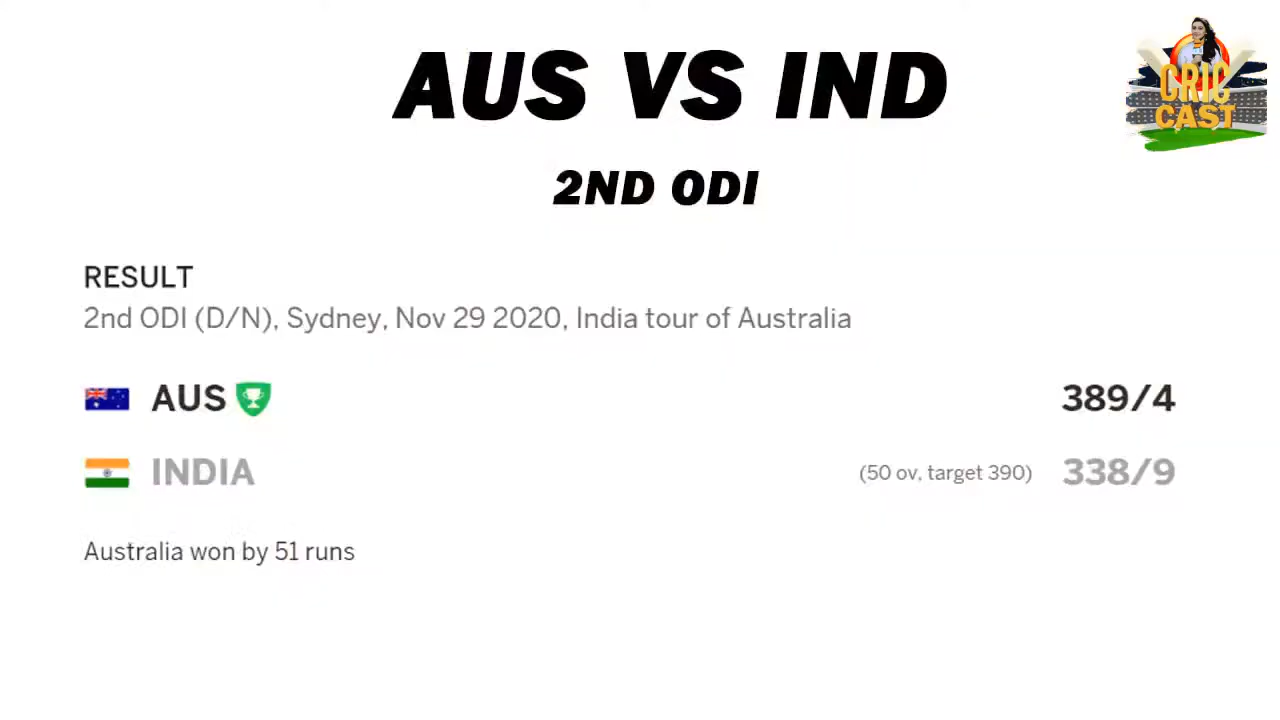 AUS VS IND
CRIC
CAST
2ND ODI
RESULT
2nd ODI (D/N), Sydney, Nov 29 2020, India tour of Australia
AUS 389/4
INDIA (50 ov, target 390) 338/9
Australia won by 51 runs